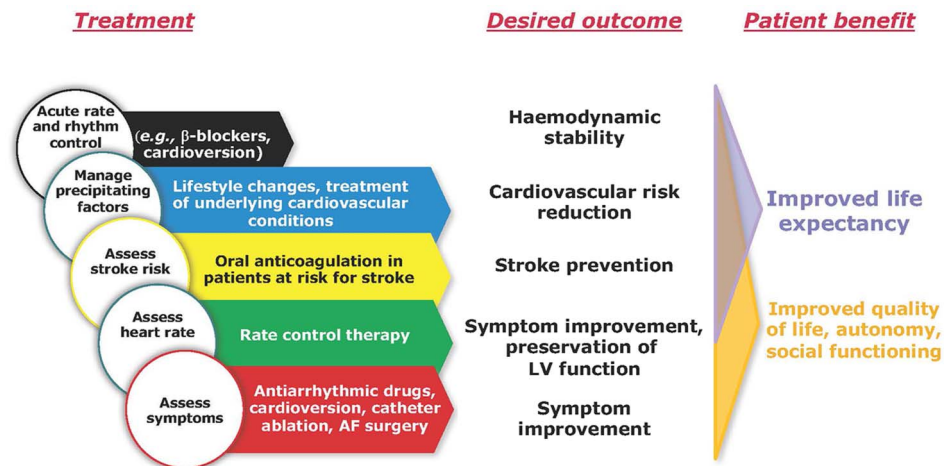 Treatment
Desired outcome
Patient benefit
Acute rate
and rhythm
control
(e.g., β-blockers,
cardioversion)
Haemodynamic
stability
Manage
precipitating
factors
Lifestyle changes, treatment
of underlying cardiovascular
conditions
Cardiovascular risk
reduction
Improved life
expectancy
Assess
stroke risk
Oral anticoagulation in
patients at risk for stroke
Stroke prevention
Assess
heart rate
Rate control therapy
Symptom improvement,
preservation of
LV function
Improved quality
of life, autonomy,
social functioning
Assess
symptoms
Antiarrhythmic drugs,
cardioversion, catheter
ablation, AF surgery
Symptom
improvement